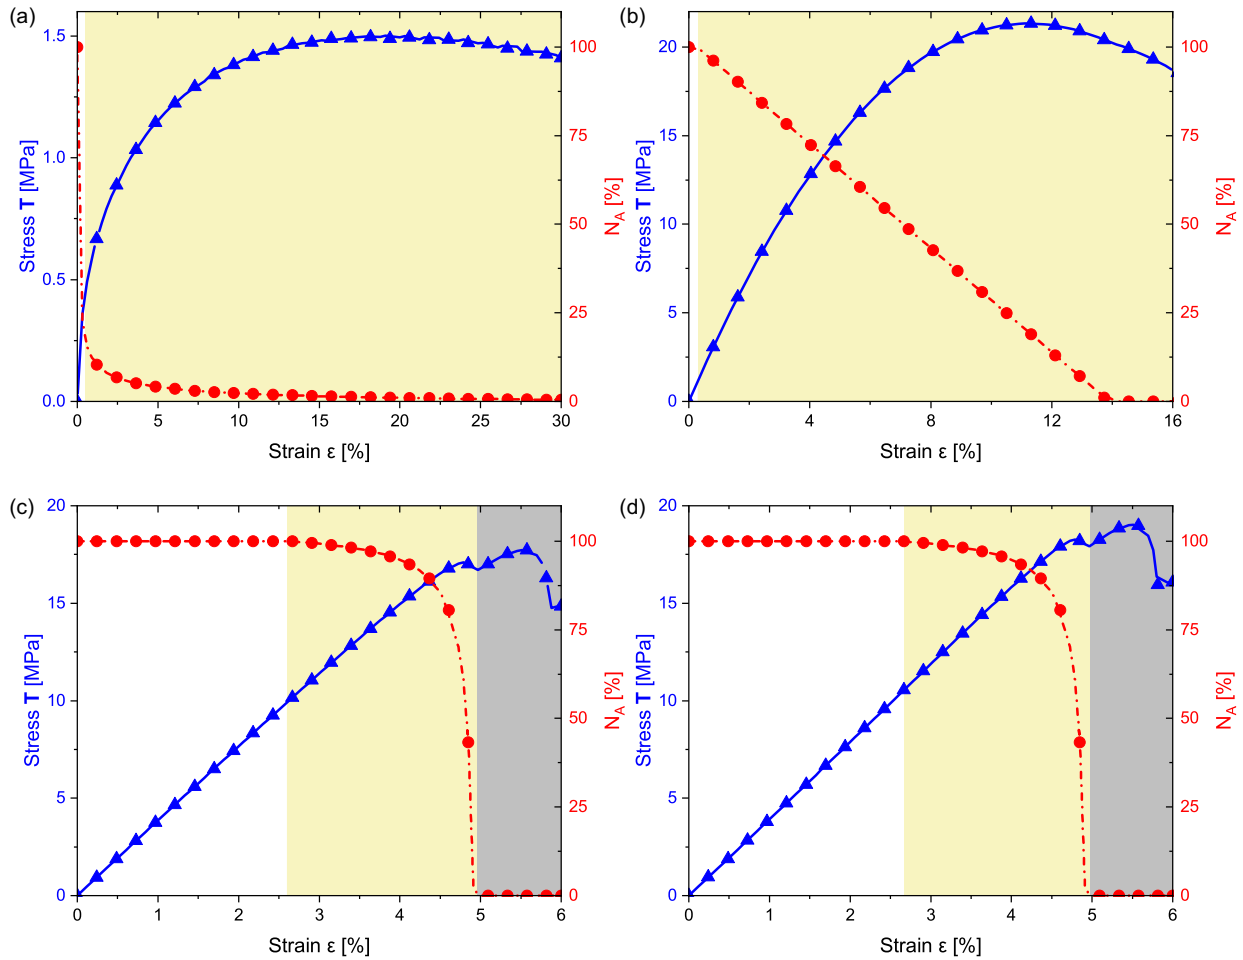 (a)
1.5
1.0
0.5
0.0
Stress T [MPa]
100
75
50
25
0
N_A [%]
0 5 10 15 20 25 30
Strain ε [%]
(b)
20
15
10
5
0
Stress T [MPa]
100
75
50
25
0
N_A [%]
0 4 8 12 16
Strain ε [%]
(c)
20
15
10
5
0
Stress T [MPa]
100
75
50
25
0
N_A [%]
0 1 2 3 4 5 6
Strain ε [%]
(d)
20
15
10
5
0
Stress T [MPa]
100
75
50
25
0
N_A [%]
0 1 2 3 4 5 6
Strain ε [%]